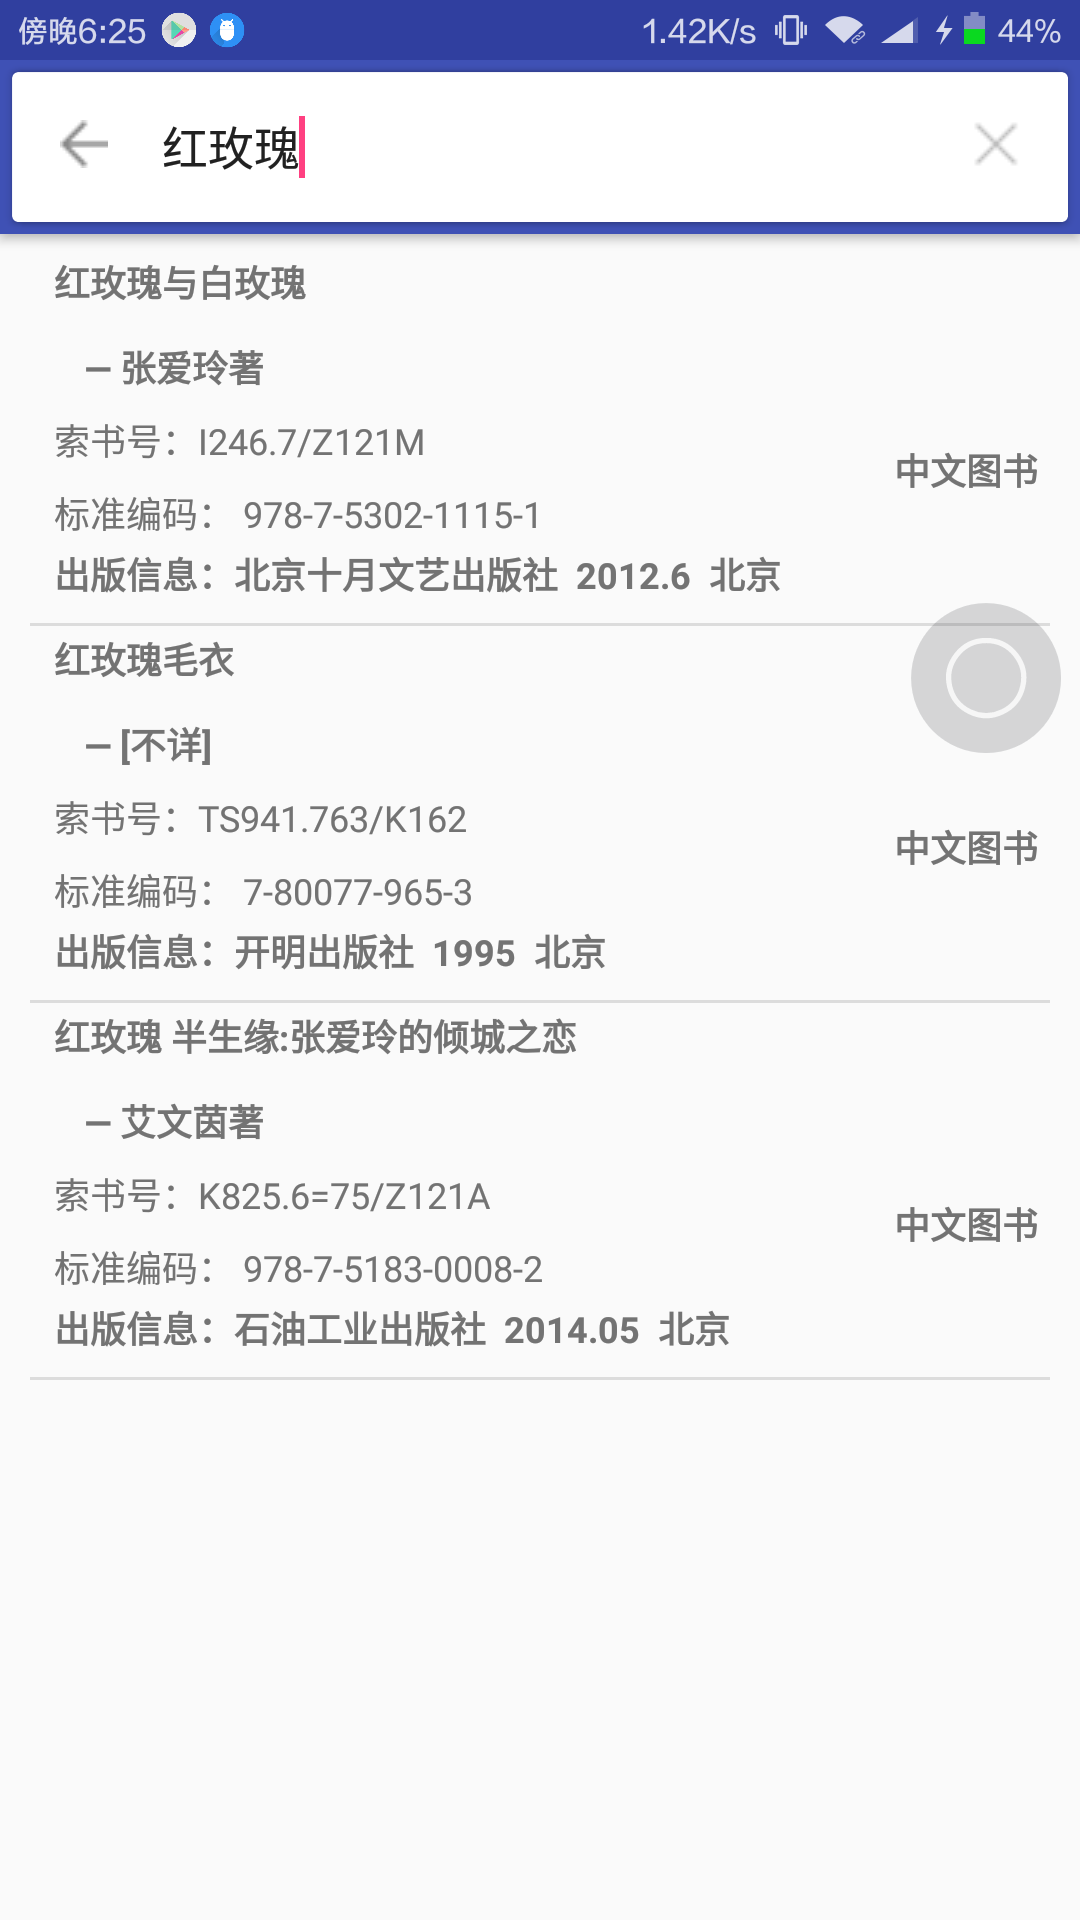 傍晚6:25 1.42K/s 44%
红玫瑰
红玫瑰与白玫瑰
– 张爱玲著
索书号：I246.7/Z121M
中文图书
标准编码： 978-7-5302-1115-1
出版信息：北京十月文艺出版社 2012.6 北京
红玫瑰毛衣
– [不详]
索书号：TS941.763/K162
中文图书
标准编码： 7-80077-965-3
出版信息：开明出版社 1995 北京
红玫瑰 半生缘:张爱玲的倾城之恋
– 艾文茵著
索书号：K825.6=75/Z121A
中文图书
标准编码： 978-7-5183-0008-2
出版信息：石油工业出版社 2014.05 北京